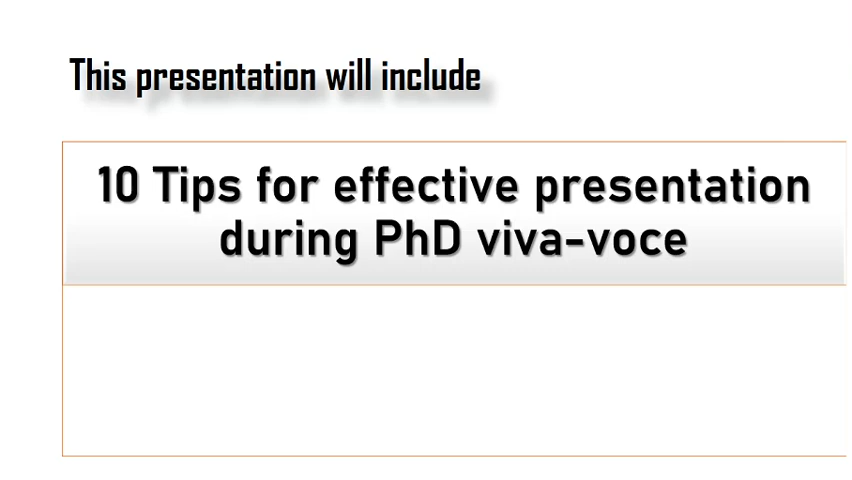 This presentation will include
10 Tips for effective presentation
during PhD viva-voce